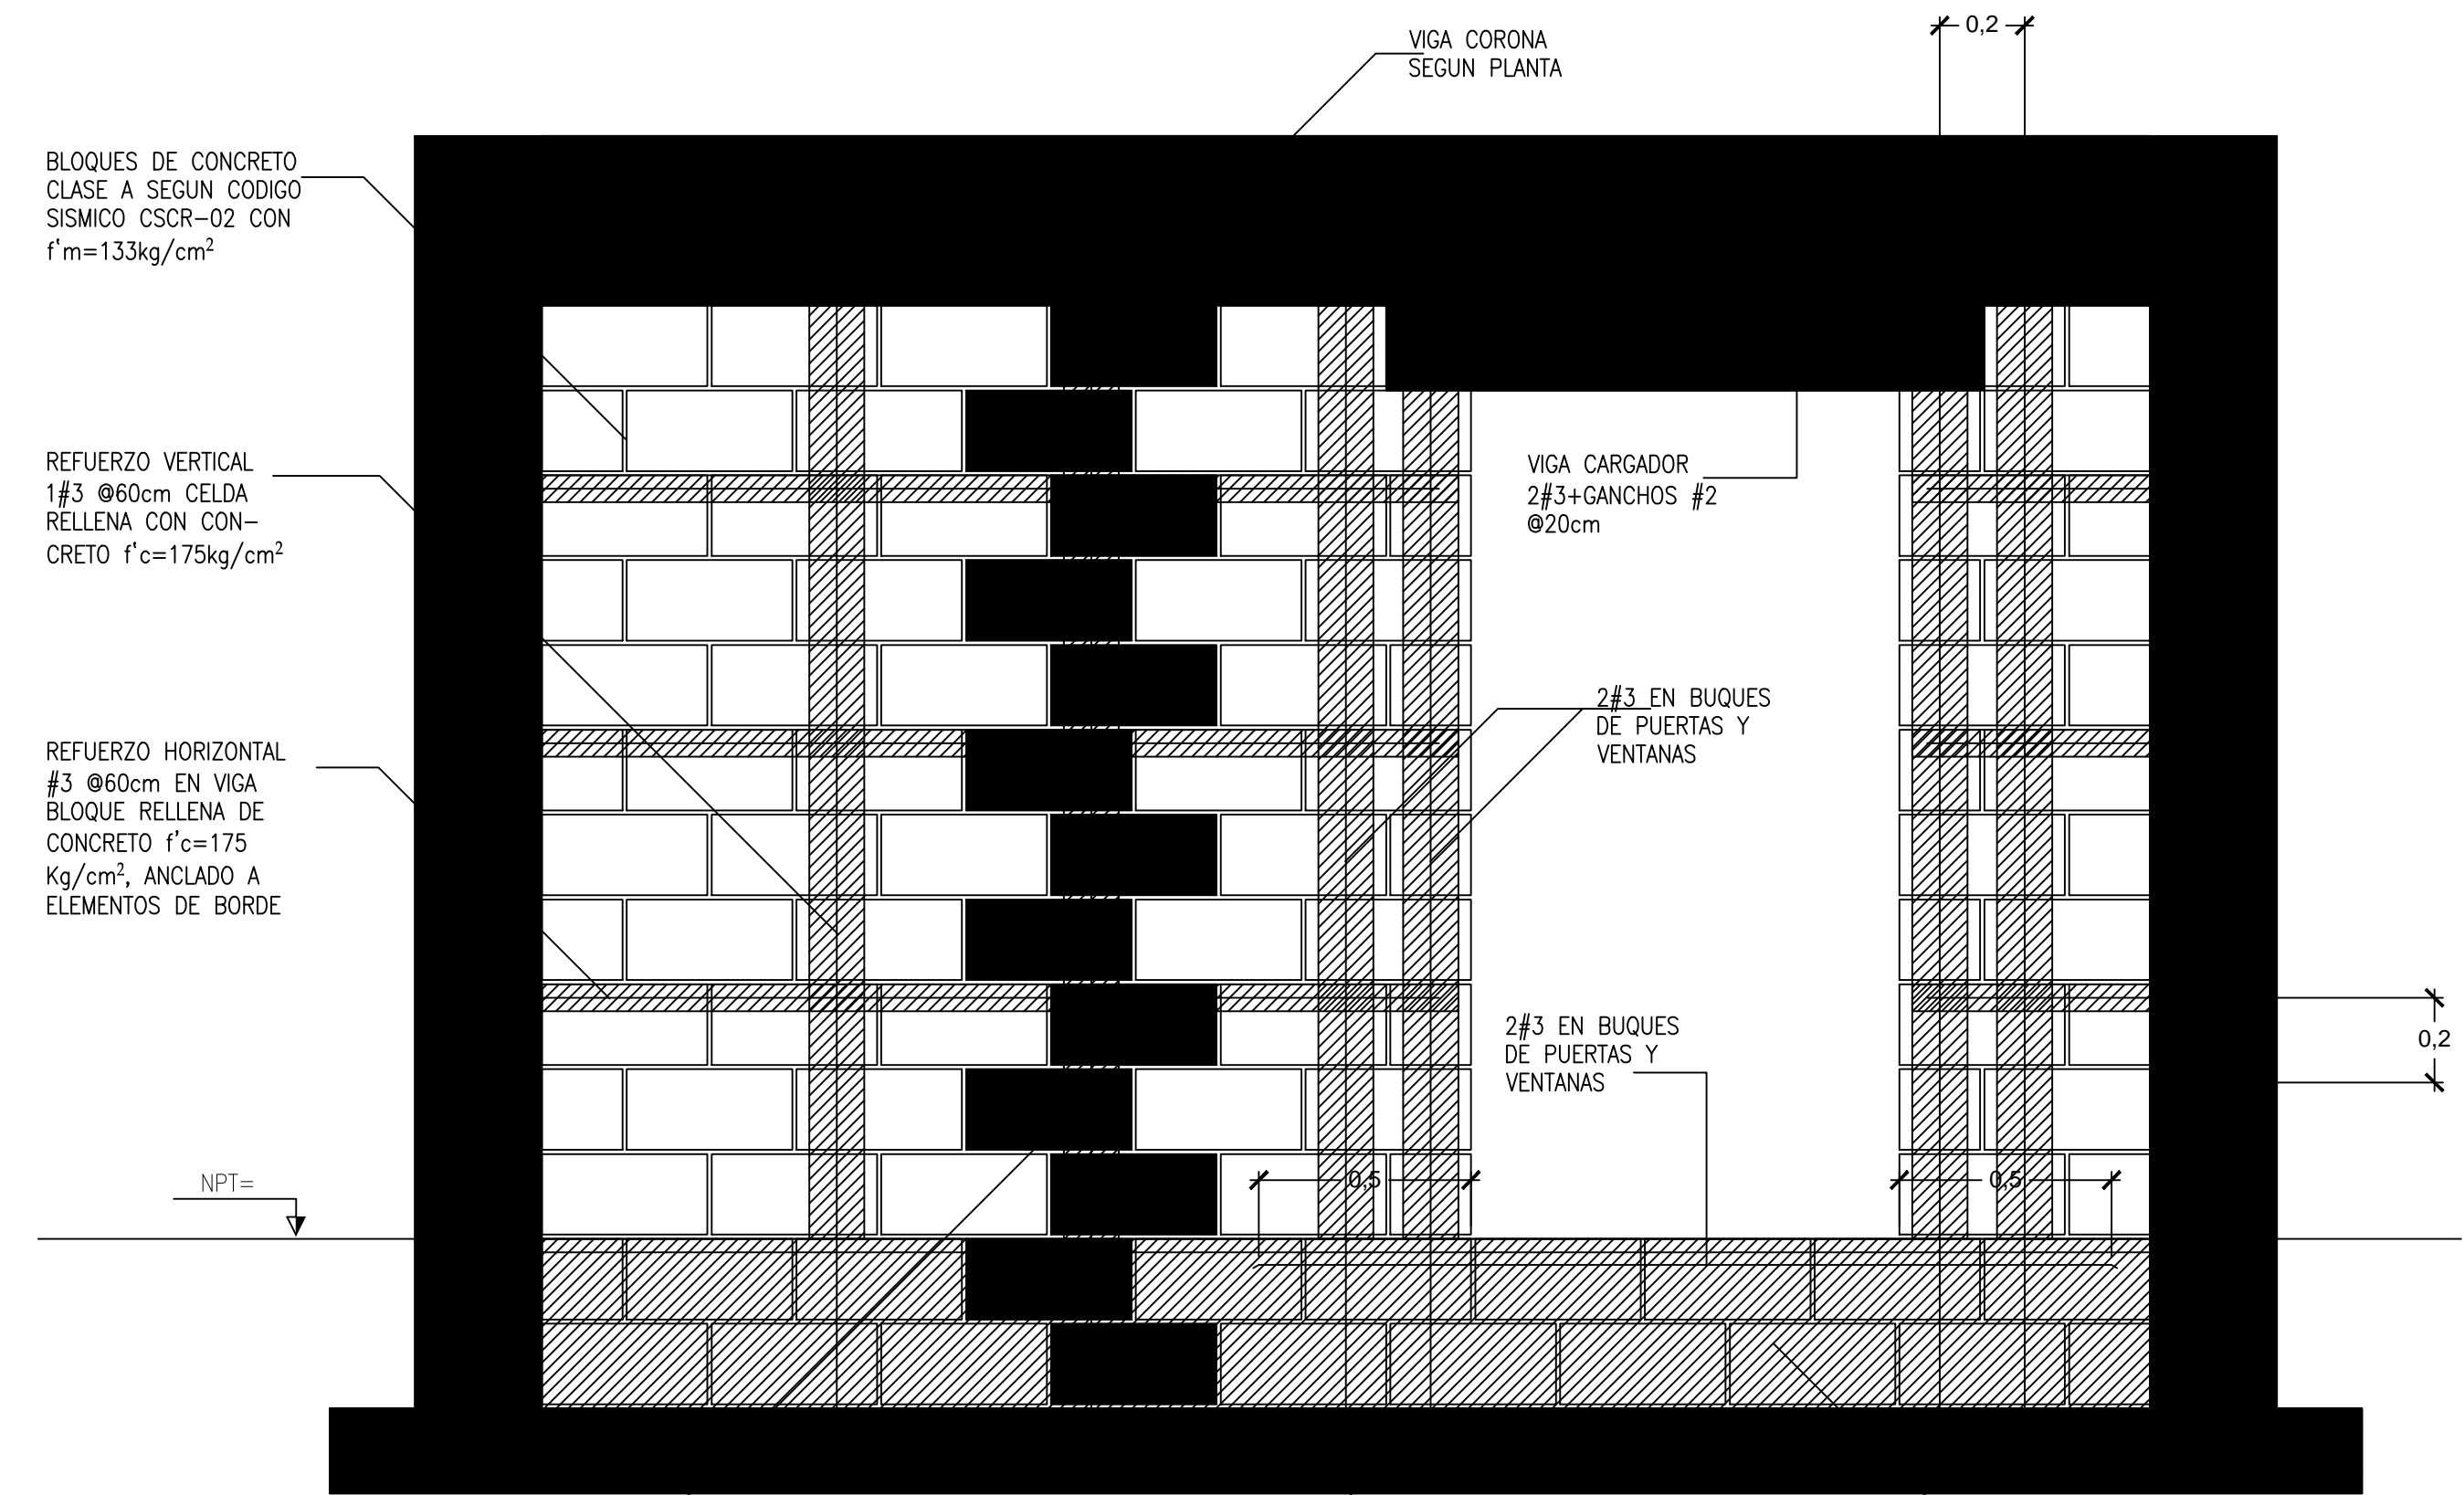 0,2
VIGA CORONA
SEGUN PLANTA
BLOQUES DE CONCRETO
CLASE A SEGUN CODIGO
SISMICO CSCR-02 CON
f'm=133kg/cm²
REFUERZO VERTICAL
1#3 @60cm CELDA
RELLENA CON CON-
CRETO f'c=175kg/cm²
VIGA CARGADOR
2#3+GANCHOS #2
@20cm
2#3 EN BUQUES
DE PUERTAS Y
VENTANAS
REFUERZO HORIZONTAL
#3 @60cm EN VIGA
BLOQUE RELLENA DE
CONCRETO f'c=175
Kg/cm², ANCLADO A
ELEMENTOS DE BORDE
2#3 EN BUQUES
DE PUERTAS Y
VENTANAS
0,2
NPT=
0,5
0,5